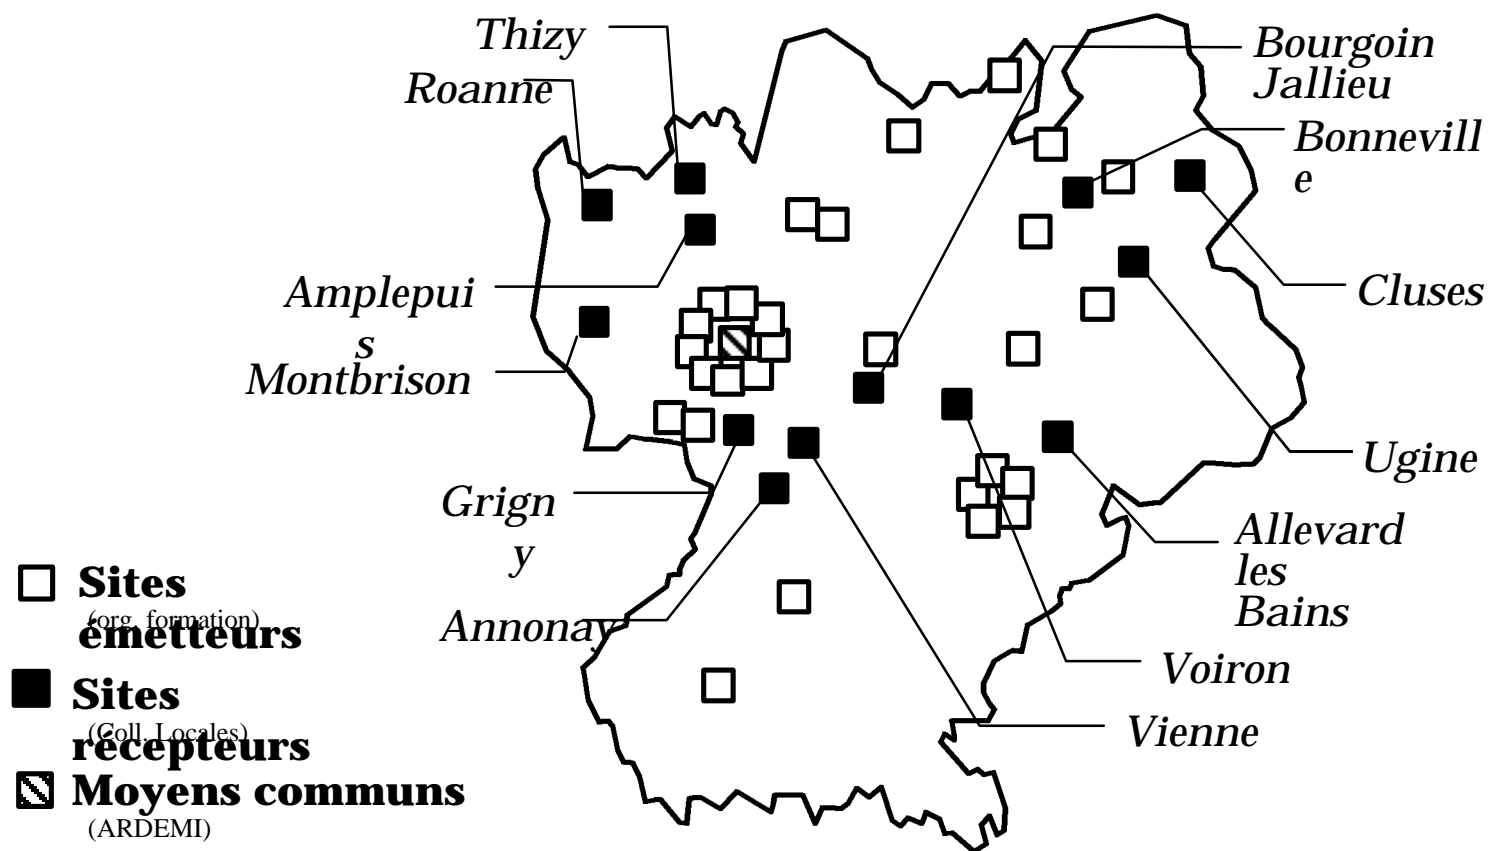 Thizy
Roanne
Bourgoin
Jallieu
Bonnevill
e
Cluses
Amplepui
s
Montbrison
Ugine
Grign
y
Allevard
les
Bains
Annonay
Voiron
Vienne
Sites
(org. formation)
émetteurs
Sites
(Coll. Locales)
récepteurs
Moyens communs
(ARDEMI)